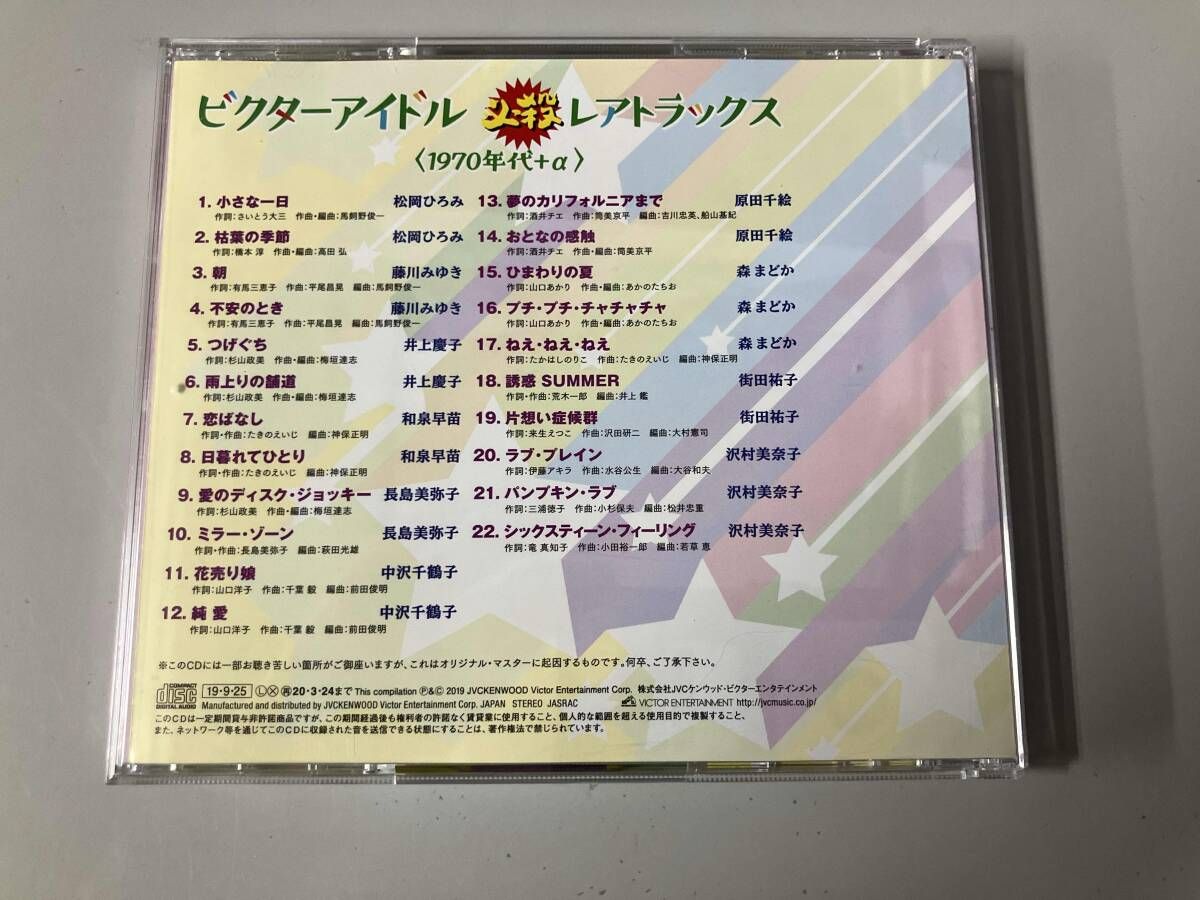 ビクターアイドル 必殺 レアトラックス
〈1970年代+α〉
1. 小さな一日 松岡ひろみ
作詞:さいとう大三 作曲・編曲:馬飼野俊一
2. 枯葉の季節 松岡ひろみ
作詞:橋本 淳 作曲・編曲:高田 弘
3. 朝 藤川みゆき
作詞:有馬三恵子 作曲:平尾昌晃 編曲:馬飼野俊一
4. 不安のとき 藤川みゆき
作詞:有馬三恵子 作曲:平尾昌晃 編曲:馬飼野俊一
5. つげぐち 井上慶子
作詞:杉山政美 作曲・編曲:梅垣達志
6. 雨上りの舗道 井上慶子
作詞:杉山政美 作曲・編曲:梅垣達志
7. 恋ばなし 和泉早苗
作詞・作曲:たきのえいじ 編曲:神保正明
8. 日暮れてひとり 和泉早苗
作詞・作曲:たきのえいじ 編曲:神保正明
9. 愛のディスク・ジョッキー 長島美弥子
作詞:杉山政美 作曲・編曲:梅垣達志
10. ミラー・ゾーン 長島美弥子
作詞・作曲:長島美弥子 編曲:萩田光雄
11. 花売り娘 中沢千鶴子
作詞:山口洋子 作曲:千葉 毅 編曲:前田俊明
12. 純 愛 中沢千鶴子
作詞:山口洋子 作曲:千葉 毅 編曲:前田俊明
13. 夢のカリフォルニアまで 原田千絵
作詞:酒井チエ 作曲:筒美京平 編曲:吉川忠英、船山基紀
14. おとなの感触 原田千絵
作詞:酒井チエ 作曲・編曲:筒美京平
15. ひまわりの夏 森 まどか
作詞:山口あかり 作曲・編曲:あかのたちお
16. プチ・プチ・チャチャチャ 森 まどか
作詞:山口あかり 作曲・編曲:あかのたちお
17. ねえ・ねえ・ねえ 森 まどか
作詞:たかはしのりこ 作曲:たきのえいじ 編曲:神保正明
18. 誘惑 SUMMER 街田祐子
作詞・作曲:荒木一郎 編曲:井上 鑑
19. 片想い症候群 街田祐子
作詞:来生えつこ 作曲:沢田研二 編曲:大村憲司
20. ラブ・ブレイン 沢村美奈子
作詞:伊藤アキラ 作曲:水谷公生 編曲:大谷和夫
21. パンプキン・ラブ 沢村美奈子
作詞:三浦徳子 作曲:小杉保夫 編曲:松井忠重
22. シックスティーン・フィーリング 沢村美奈子
作詞:竜 真知子 作曲:小田裕一郎 編曲:若草 恵
※このCDには一部お聴き苦しい箇所がご御座いますが、これはオリジナル・マスターに起因するものです。何卒、ご了承下さい。
COMPACT disc DIGITAL AUDIO 19・9・25 Ⓛ Ⓧ 再 20・3・24まで This compilation Ⓟ&© 2019 JVCKENWOOD Victor Entertainment Corp. 株式会社JVCケンウッド・ビクターエンタテインメント
Manufactured and distributed by JVCKENWOOD Victor Entertainment Corp. JAPAN STEREO JASRAC VICTOR ENTERTAINMENT http://jvcmusic.co.jp/
このCDは一定期間貸与非許諾商品ですが、この期間経過後も権利者の許諾なく賃貸業に使用すること、個人的な範囲を超える使用目的で複製すること、
また、ネットワーク等を通じてこのCDに収録された音を送信できる状態にすることは、著作権法で禁じられています。